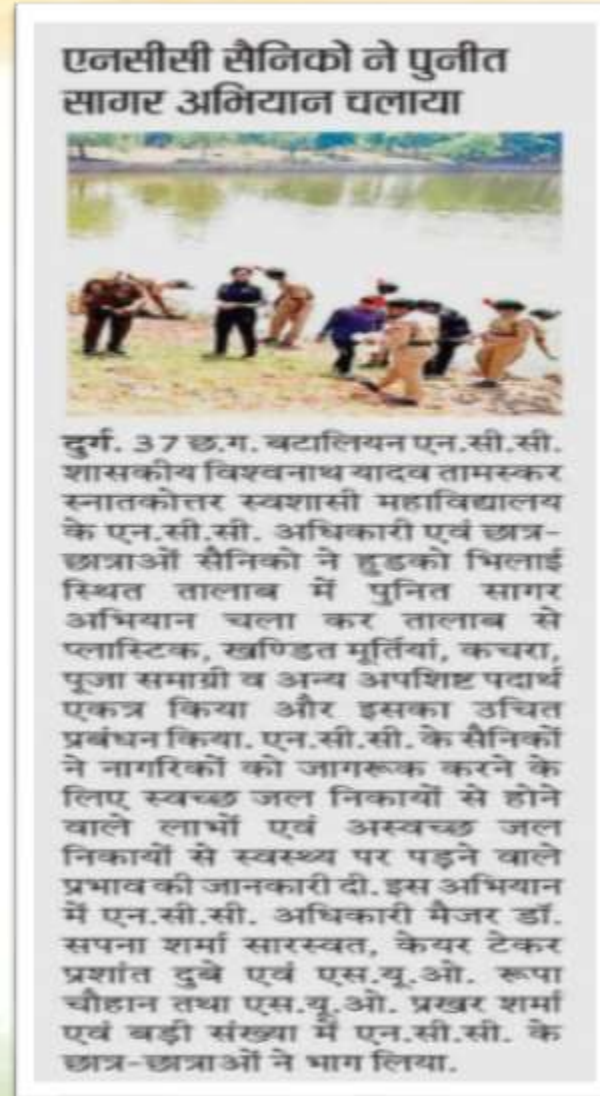 एनसीसी सैनिको ने पुनीत
सागर अभियान चलाया
दुर्ग. 37 छ.ग. बटालियन एन.सी.सी.
शासकीय विश्वनाथ यादव तामस्कर
स्नातकोत्तर स्वशासी महाविद्यालय
के एन.सी.सी. अधिकारी एवं छात्र-
छात्राओं सैनिको ने हुडको भिलाई
स्थित तालाब में पुनित सागर
अभियान चला कर तालाब से
प्लास्टिक, खण्डित मूर्तियां, कचरा,
पूजा समाग्री व अन्य अपशिष्ट पदार्थ
एकत्र किया और इसका उचित
प्रबंधन किया. एन.सी.सी. के सैनिकों
ने नागरिकों को जागरूक करने के
लिए स्वच्छ जल निकायों से होने
वाले लाभों एवं अस्वच्छ जल
निकायों से स्वस्थ्य पर पड़ने वाले
प्रभाव की जानकारी दी. इस अभियान
में एन.सी.सी. अधिकारी मैजर डॉ.
सपना शर्मा सारस्वत, केयर टेकर
प्रशांत दुबे एवं एस.यू.ओ. रूपा
चौहान तथा एस.यू.ओ. प्रखर शर्मा
एवं बड़ी संख्या में एन.सी.सी. के
छात्र-छात्राओं ने भाग लिया.